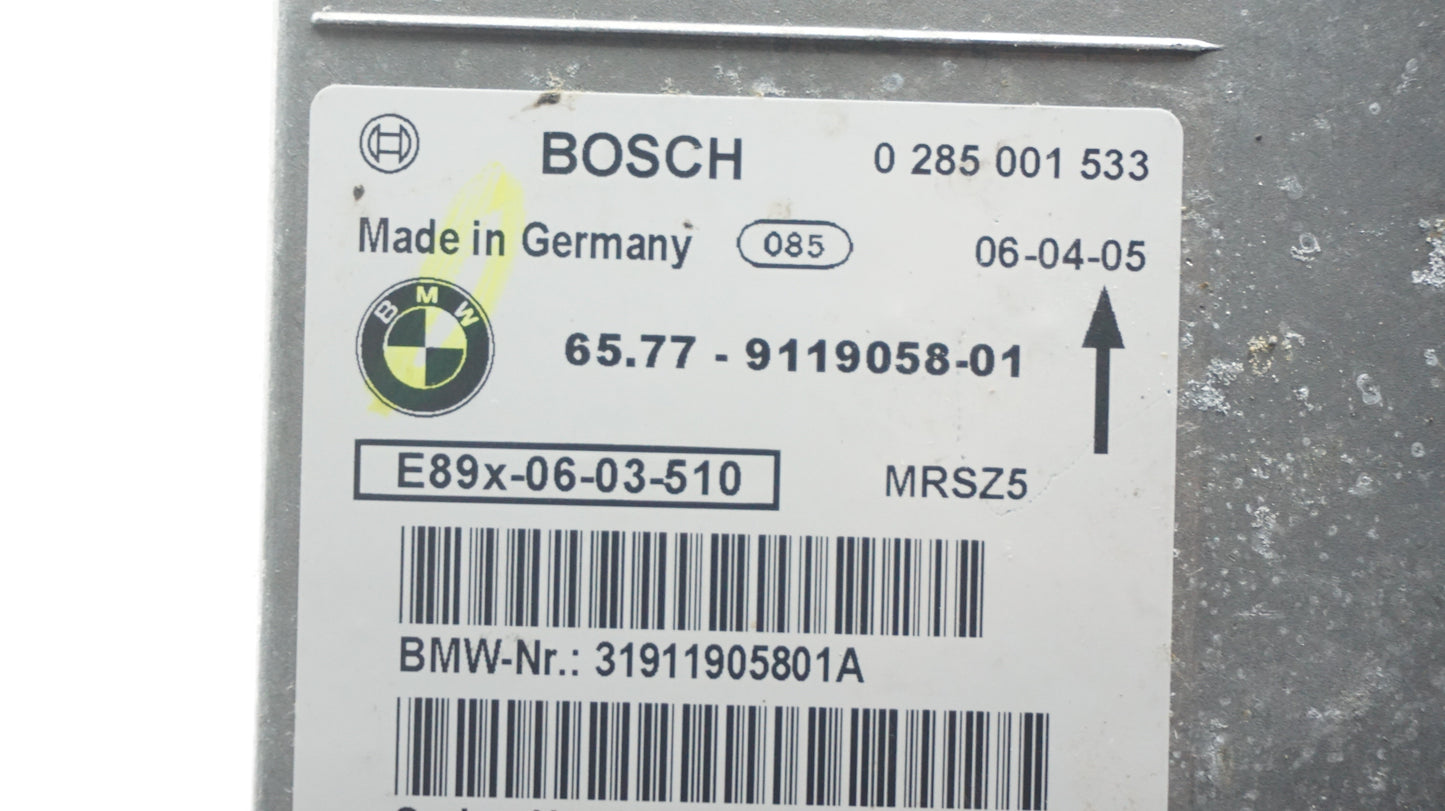 BOSCH 0 285 001 533
Made in Germany 085 06-04-05
BMW
65.77 - 9119058-01
E89x-06-03-510 MRSZ5
BMW-Nr.: 31911905801A